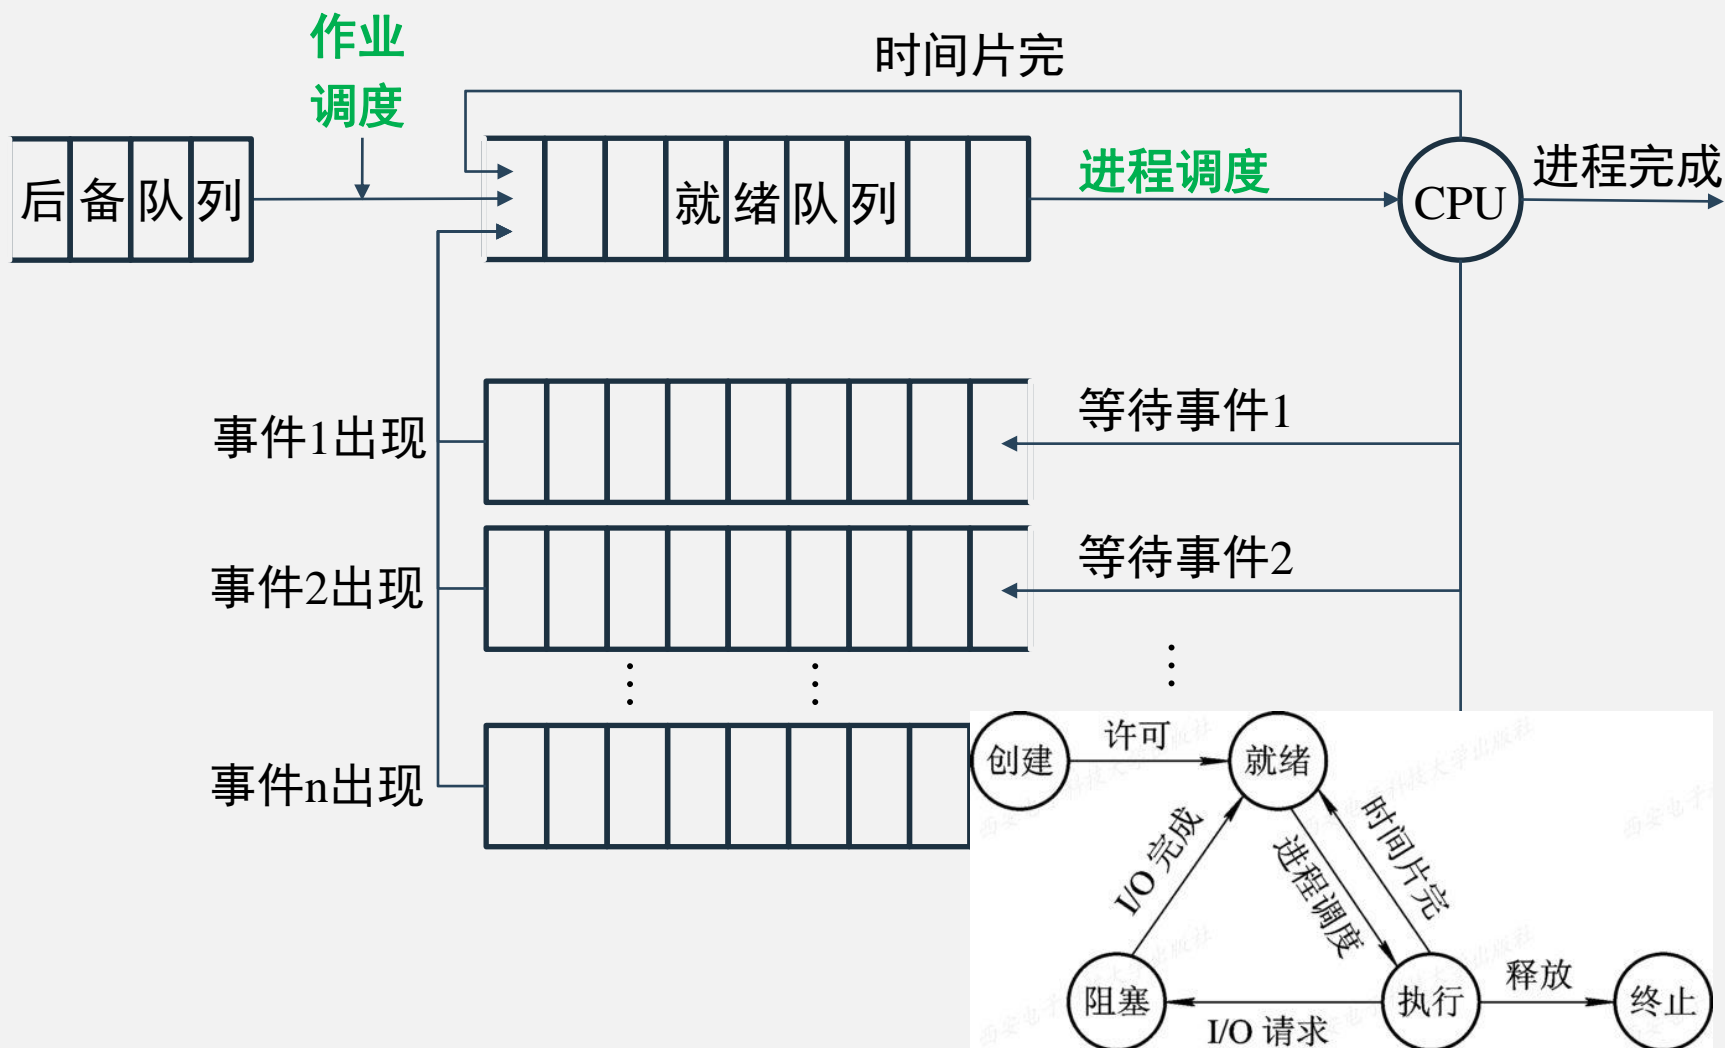 作业
调度
时间片完
后备队列
就绪队列
进程调度
CPU
进程完成
事件1出现
等待事件1
事件2出现
等待事件2
事件n出现
创建
许可
就绪
I/O 完成
进程调度
时间片完
阻塞
I/O 请求
执行
释放
终止